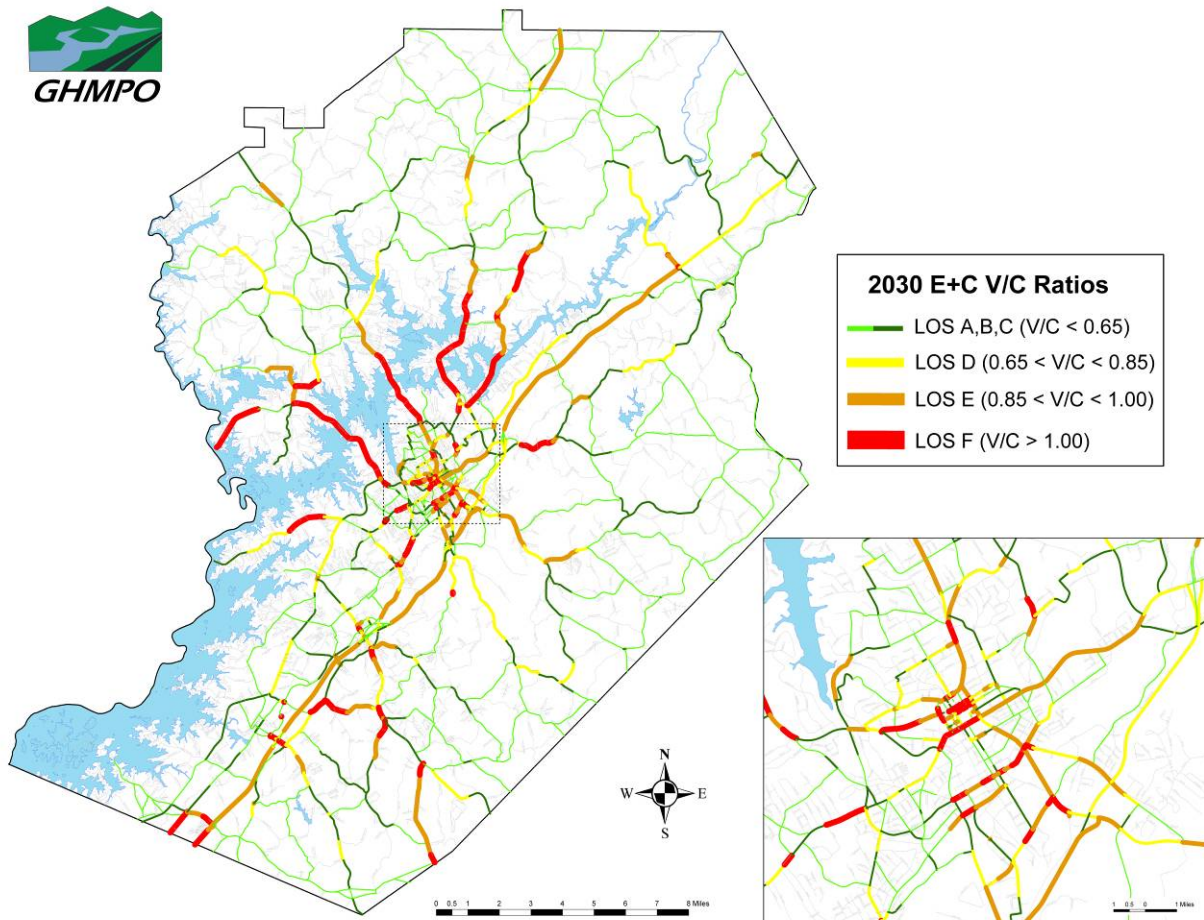 GHMPO
2030 E+C V/C Ratios
LOS A,B,C (V/C < 0.65)
LOS D (0.65 < V/C < 0.85)
LOS E (0.85 < V/C < 1.00)
LOS F (V/C > 1.00)
N
W E
S
0 0.5 1 2 3 4 5 6 7 8 Miles
1 0.5 0 1 Miles